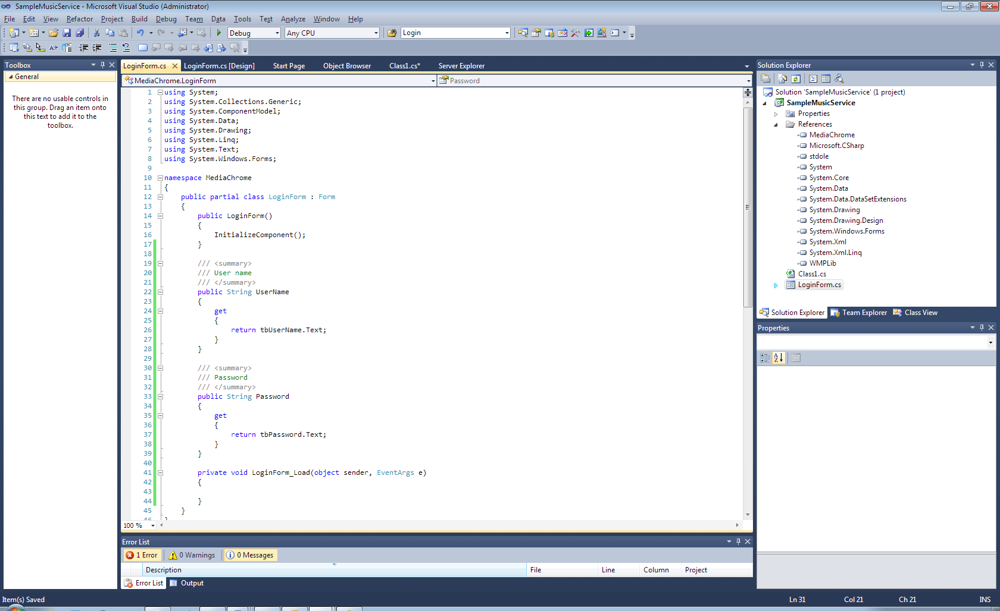 SampleMusicService - Microsoft Visual Studio (Administrator)
File Edit View Refactor Project Build Debug Team Data Tools Test Analyze Window Help
Debug Any CPU Login
Toolbox
General
There are no usable controls in
this group. Drag an item onto
this text to add it to the
toolbox.
LoginForm.cs LoginForm.cs [Design] Start Page Object Browser Class1.cs* Server Explorer
MediaChrome.LoginForm Password
1 using System;
2 using System.Collections.Generic;
3 using System.ComponentModel;
4 using System.Data;
5 using System.Drawing;
6 using System.Linq;
7 using System.Text;
8 using System.Windows.Forms;
9
10 namespace MediaChrome
11 {
12 public partial class LoginForm : Form
13 {
14 public LoginForm()
15 {
16 InitializeComponent();
17 }
18
19 /// <summary>
20 /// User name
21 /// </summary>
22 public String UserName
23 {
24 get
25 {
26 return tbUserName.Text;
27 }
28 }
29
30 /// <summary>
31 /// Password
32 /// </summary>
33 public String Password
34 {
35 get
36 {
37 return tbPassword.Text;
38 }
39 }
40
41 private void LoginForm_Load(object sender, EventArgs e)
42 {
43
44 }
45 }
46 }
100 %
Error List
1 Error 0 Warnings 0 Messages
Description File Line Column Project
Error List Output
Solution Explorer
Solution 'SampleMusicService' (1 project)
SampleMusicService
Properties
References
MediaChrome
Microsoft.CSharp
stdole
System
System.Core
System.Data
System.Data.DataSetExtensions
System.Drawing
System.Drawing.Design
System.Windows.Forms
System.Xml
System.Xml.Linq
WMPLib
Class1.cs
LoginForm.cs
Solution Explorer Team Explorer Class View
Properties
Item(s) Saved Ln 31 Col 21 Ch 21 INS